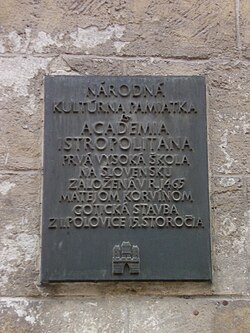 NÁRODNÁ
KULTÚRNA PAMIATKA
ACADEMIA
ISTROPOLITANA
PRVÁ VYSOKÁ ŠKOLA
NA SLOVENSKU
ZALOŽENÁ V R. 1465
MATEJOM KORVÍNOM
GOTICKÁ STAVBA
Z II. POLOVICE 15. STOROČIA